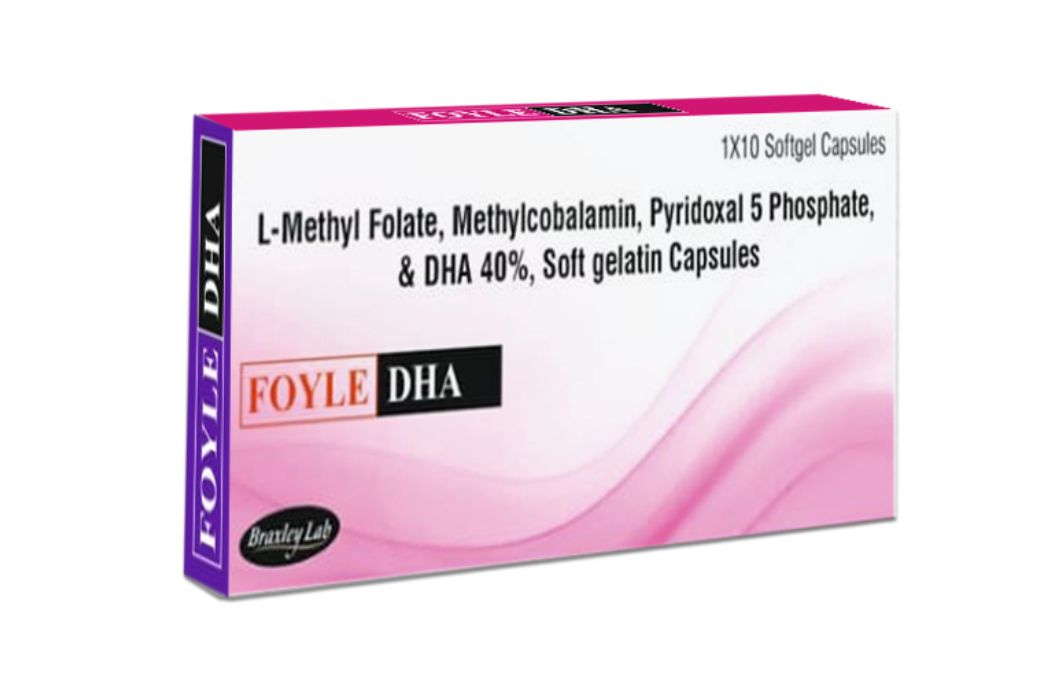 FOYLE DHA
1X10 Softgel Capsules
L-Methyl Folate, Methylcobalamin, Pyridoxal 5 Phosphate,
& DHA 40%, Soft gelatin Capsules
FOYLE DHA
Braxley Lab
FOYLE DHA